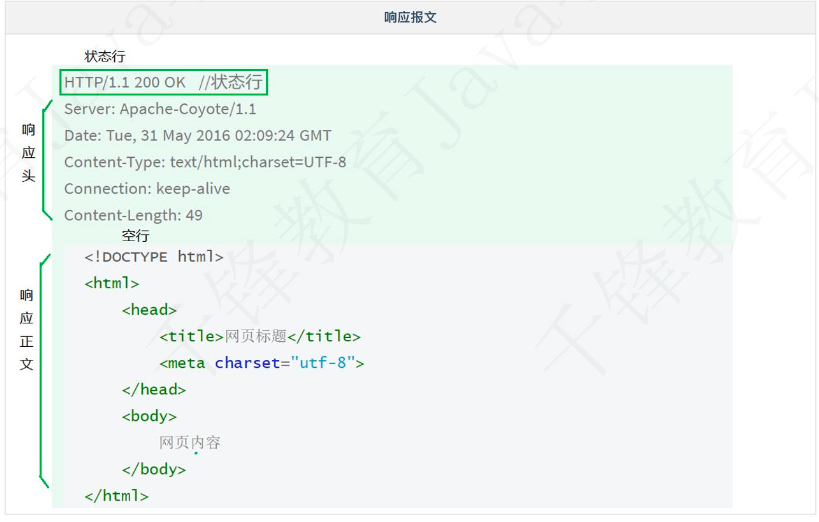 响应报文
状态行
HTTP/1.1 200 OK //状态行
Server: Apache-Coyote/1.1
Date: Tue, 31 May 2016 02:09:24 GMT
Content-Type: text/html;charset=UTF-8
Connection: keep-alive
Content-Length: 49
响应头
空行
<!DOCTYPE html>
<html>
<head>
<title>网页标题</title>
<meta charset="utf-8">
</head>
<body>
网页内容
</body>
</html>
响应正文
千锋教育Java